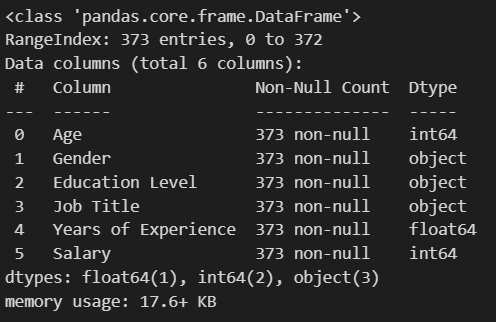 <class 'pandas.core.frame.DataFrame'>
RangeIndex: 373 entries, 0 to 372
Data columns (total 6 columns):
 #   Column               Non-Null Count  Dtype
---  ------               --------------  -----
 0   Age                  373 non-null    int64
 1   Gender               373 non-null    object
 2   Education Level      373 non-null    object
 3   Job Title            373 non-null    object
 4   Years of Experience  373 non-null    float64
 5   Salary               373 non-null    int64
dtypes: float64(1), int64(2), object(3)
memory usage: 17.6+ KB